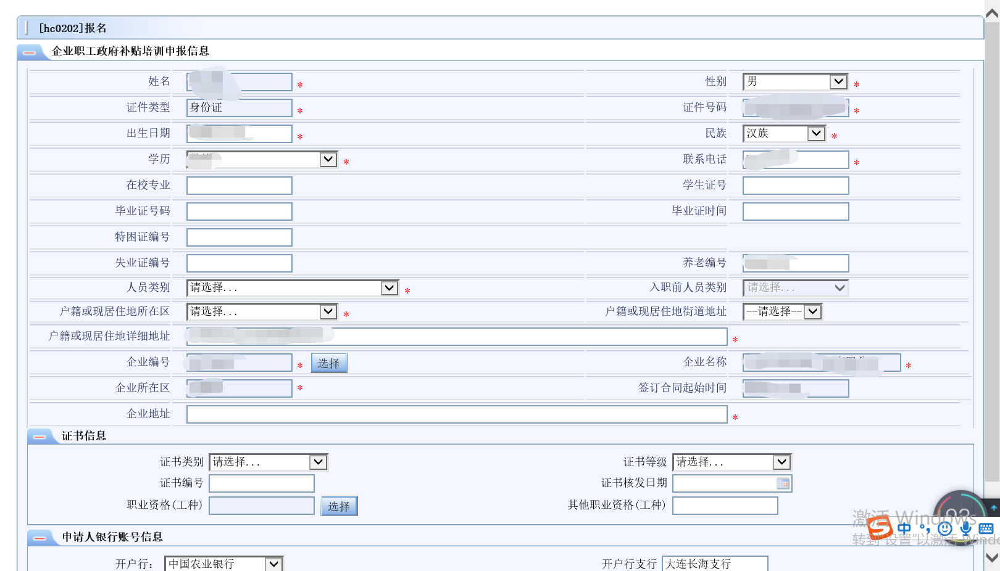 [hc0202]报名
企业职工政府补贴培训申报信息
姓名 * 性别 男 *
证件类型 身份证 * 证件号码 *
出生日期 * 民族 汉族 *
学历 * 联系电话 *
在校专业 学生证号
毕业证号码 毕业证时间
特困证编号
失业证编号 养老编号
人员类别 请选择... * 入职前人员类别 请选择...
户籍或现居住地所在区 请选择... * 户籍或现居住地街道地址 --请选择--
户籍或现居住地详细地址 *
企业编号 * 选择 企业名称 *
企业所在区 * 签订合同起始时间
企业地址 *
证书信息
证书类别 请选择... 证书等级 请选择...
证书编号 证书核发日期
职业资格(工种) 选择 其他职业资格(工种)
激活 Windows
中
转到"设置"以激活 Windo
申请人银行账号信息
开户行: 中国农业银行 开户行支行 大连长海支行